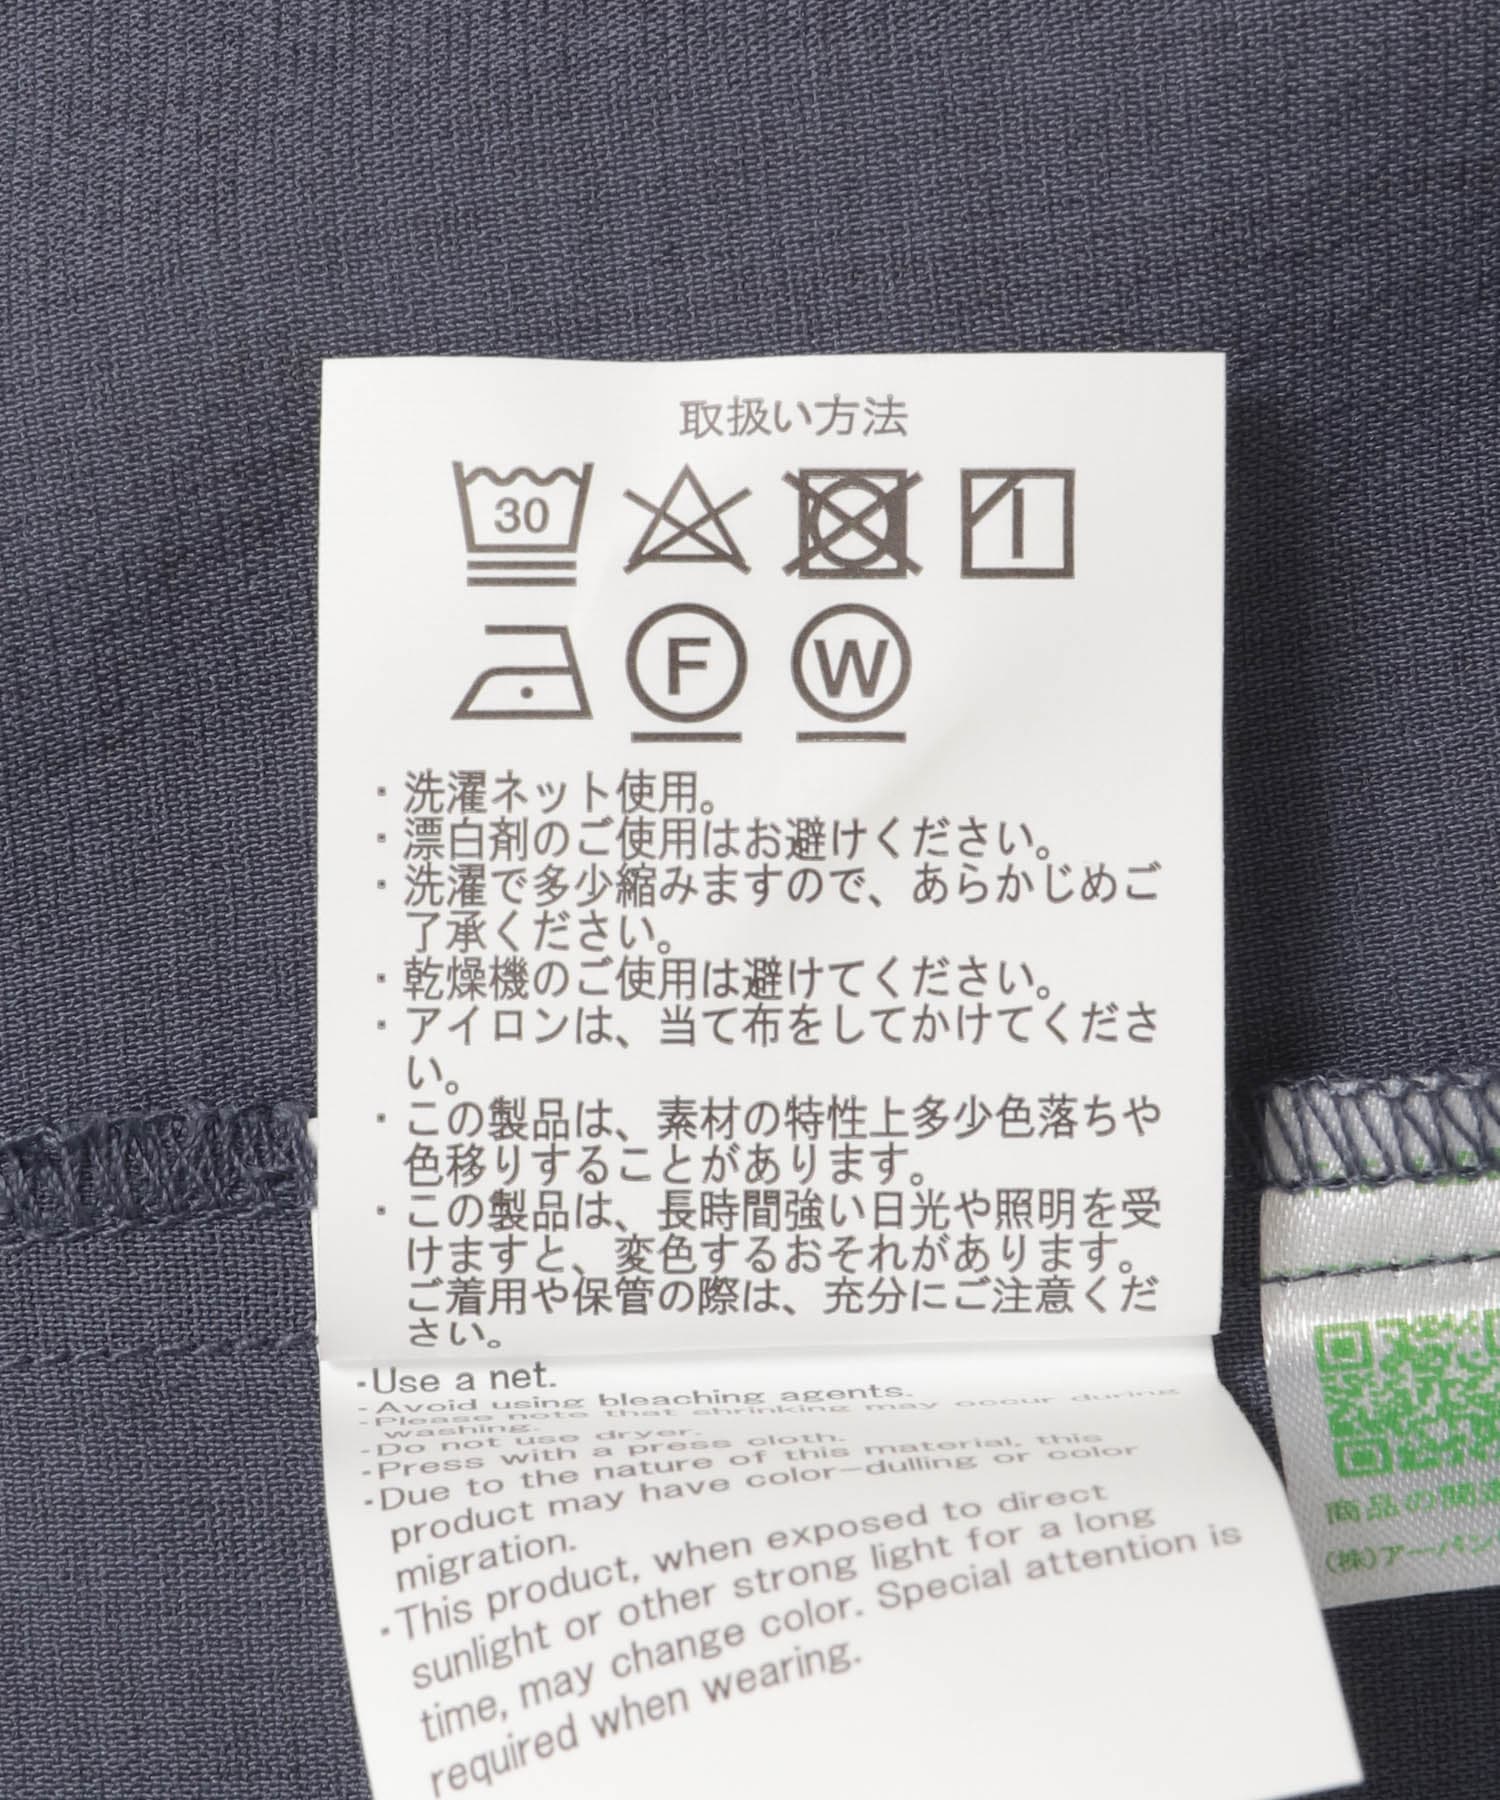 取扱い方法
30
F
W
・洗濯ネット使用。
・漂白剤のご使用はお避けください。
・洗濯で多少縮みますので、あらかじめご
了承ください。
・乾燥機のご使用は避けてください。
・アイロンは、当て布をしてかけてくださ
い。
・この製品は、素材の特性上多少色落ちや
色移りすることがあります。
・この製品は、長時間強い日光や照明を受
けますと、変色するおそれがあります。
ご着用や保管の際は、充分にご注意くだ
さい。
・Use a net.
・Avoid using bleaching agents.
・Please note that shrinking may occur during
washing.
・Do not use dryer.
・Press with a press cloth.
・Due to the nature of this material, this
product may have color-dulling or color
migration.
・This product, when exposed to direct
sunlight or other strong light for a long
time, may change color. Special attention is
required when wearing.
商品の関連
(株)アーバン